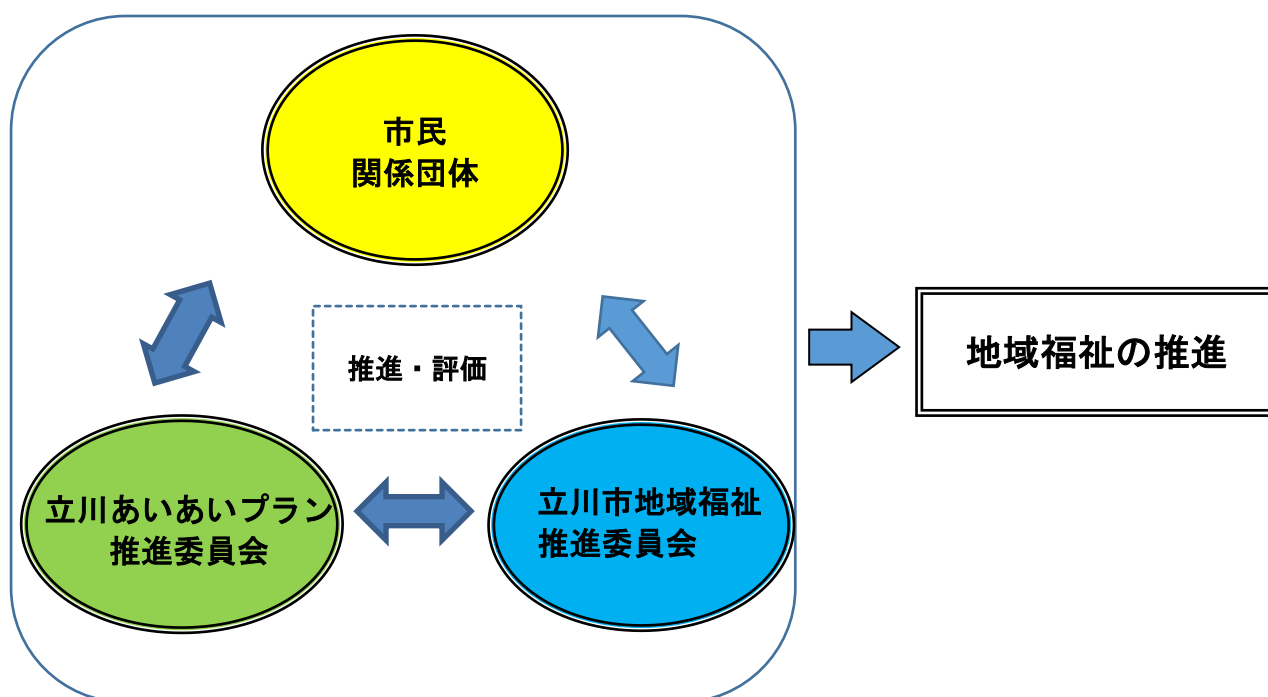 市民
関係団体
推進・評価
地域福祉の推進
立川あいあいプラン
推進委員会
立川市地域福祉
推進委員会